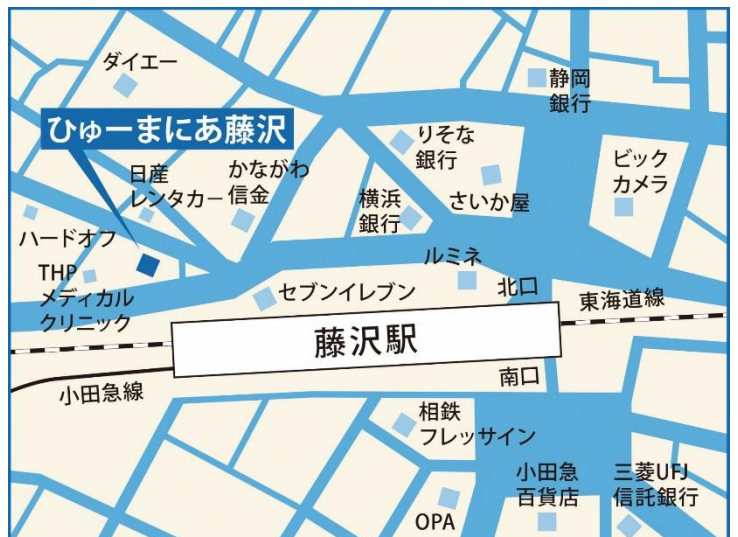 ダイエー
静岡
銀行
ひゅーまにあ藤沢
りそな
銀行
ビック
カメラ
日産
レンタカー
かながわ
信金
横浜
銀行
さいか屋
ハードオフ
THP
メディカル
クリニック
セブンイレブン
ルミネ
北口
東海道線
藤沢駅
小田急線
南口
相鉄
フレッサイン
小田急
百貨店
三菱UFJ
信託銀行
OPA